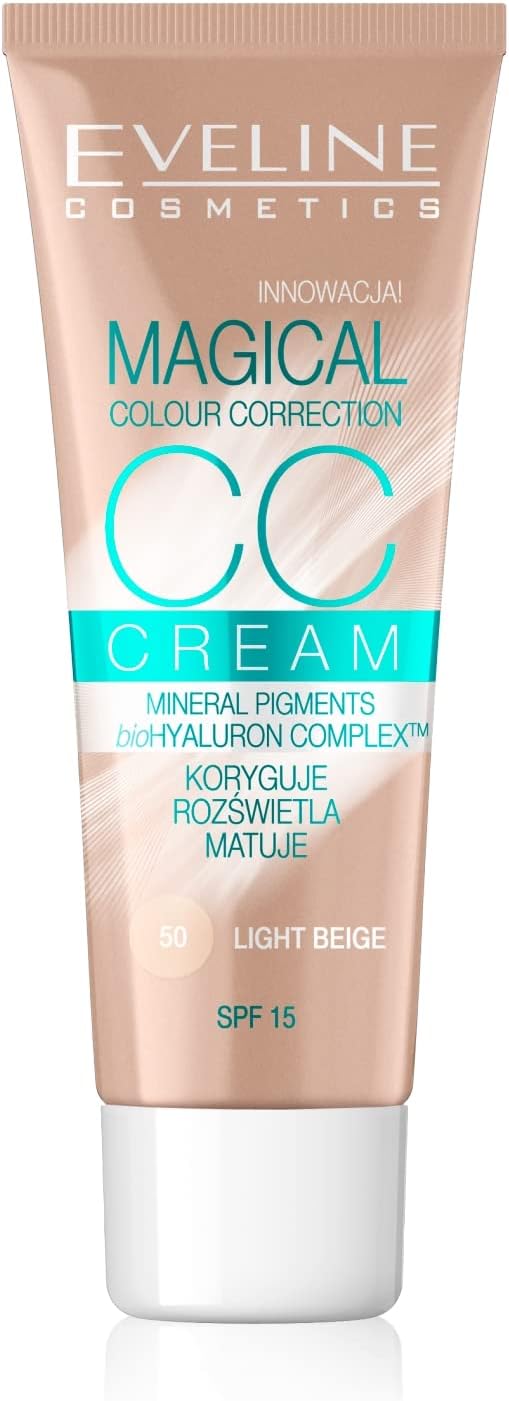 EVELINE
COSMETICS
INNOWACJA!
MAGICAL
COLOUR CORRECTION
CC
CREAM
MINERAL PIGMENTS
bioHYALURON COMPLEX™
KORYGUJE
ROZŚWIETLA
MATUJE
50 LIGHT BEIGE
SPF 15